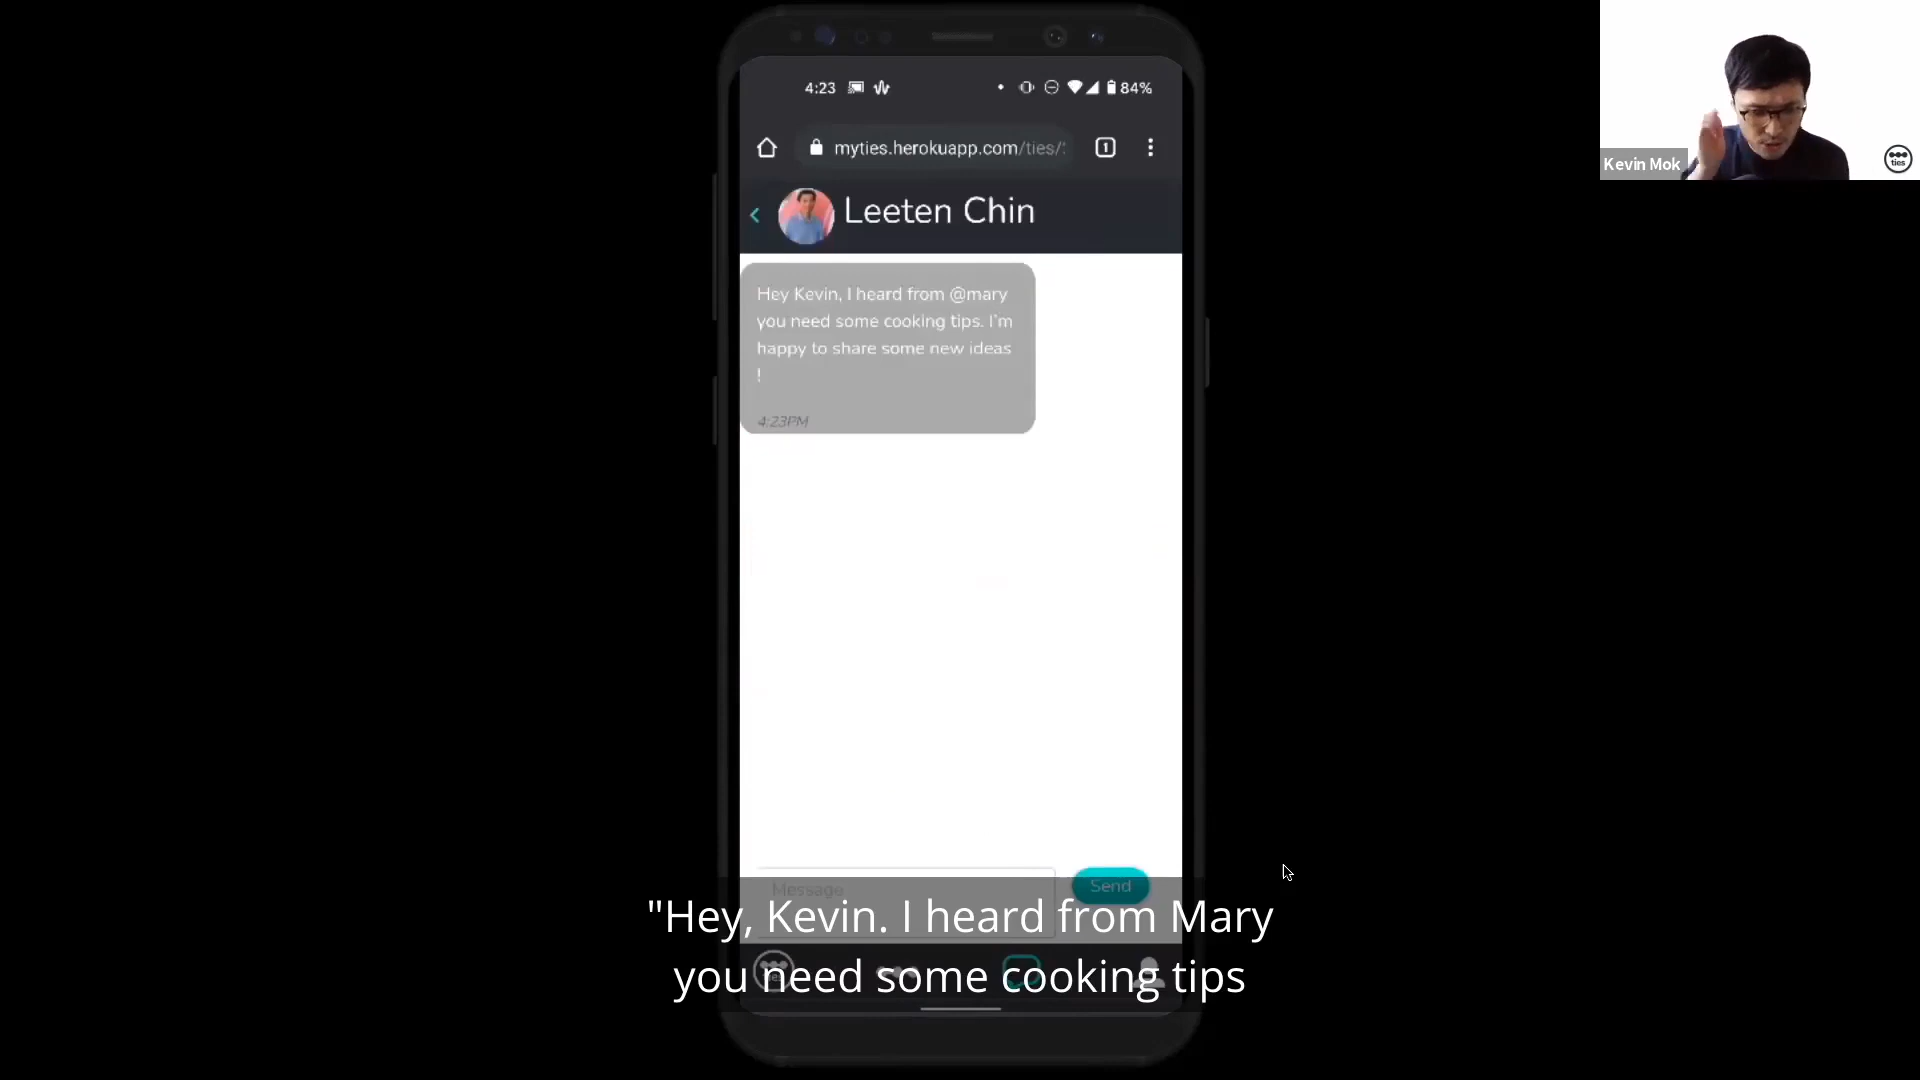 4:23
84%
myties.herokuapp.com/ties/
1
Leeten Chin
Hey Kevin, I heard from @mary
you need some cooking tips. I'm
happy to share some new ideas
!
4:23PM
Message
Send
"Hey, Kevin. I heard from Mary
you need some cooking tips
Kevin Mok
ties